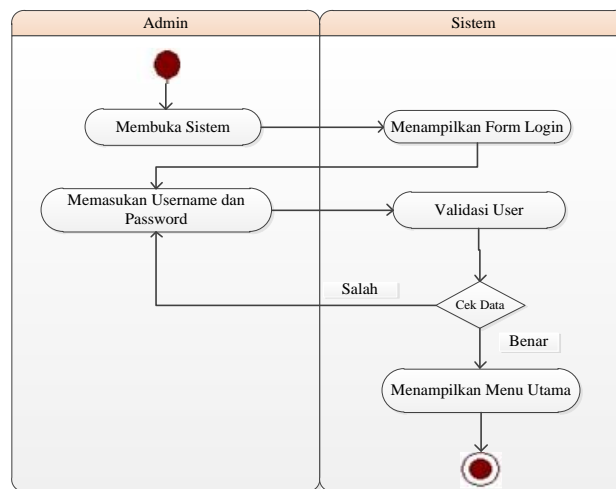 Admin
Sistem
Membuka Sistem
Menampilkan Form Login
Memasukan Username dan
Password
Validasi User
Salah
Cek Data
Benar
Menampilkan Menu Utama